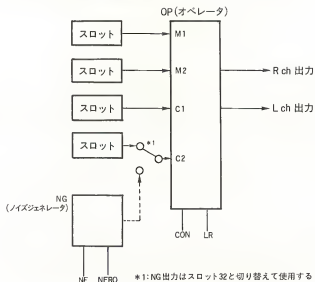 OP(オペレータ)
スロット
M1
スロット
M2
R ch 出力
スロット
C1
L ch 出力
スロット
*1
C2
NG
(ノイズジェネレータ)
CON
LR
NE
NFRQ
*1:NG出力はスロット32と切り替えて使用する